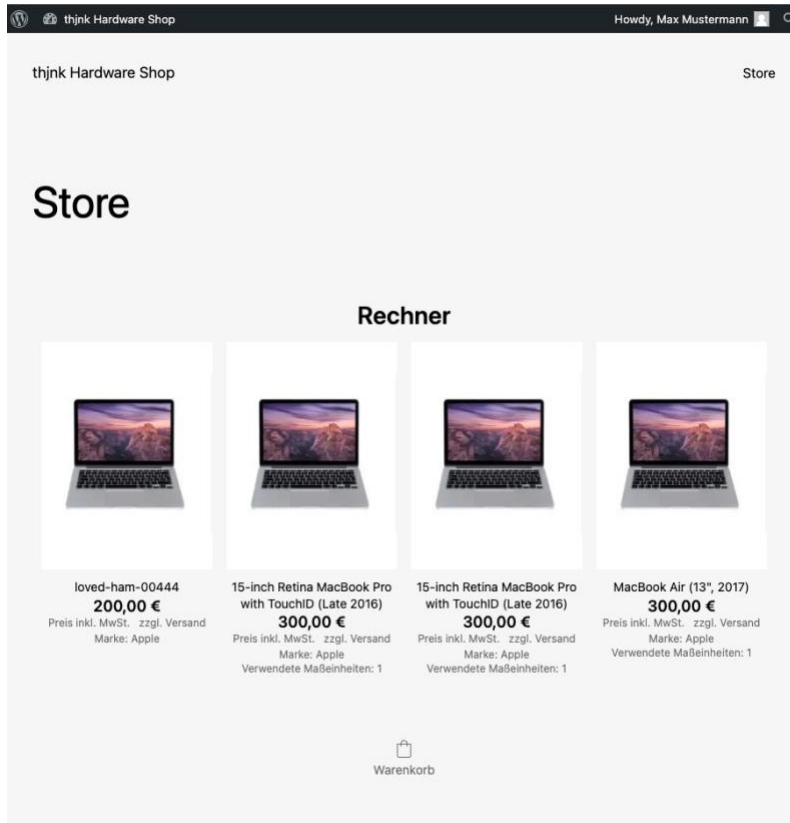 thjnk Hardware Shop
Howdy, Max Mustermann
thjnk Hardware Shop
Store
Store
Rechner
loved-ham-00444
200,00 €
Preis inkl. MwSt. zzgl. Versand
Marke: Apple
15-inch Retina MacBook Pro
with TouchID (Late 2016)
300,00 €
Preis inkl. MwSt. zzgl. Versand
Marke: Apple
Verwendete Maßeinheiten: 1
15-inch Retina MacBook Pro
with TouchID (Late 2016)
300,00 €
Preis inkl. MwSt. zzgl. Versand
Marke: Apple
Verwendete Maßeinheiten: 1
MacBook Air (13", 2017)
300,00 €
Preis inkl. MwSt. zzgl. Versand
Marke: Apple
Verwendete Maßeinheiten: 1
Warenkorb